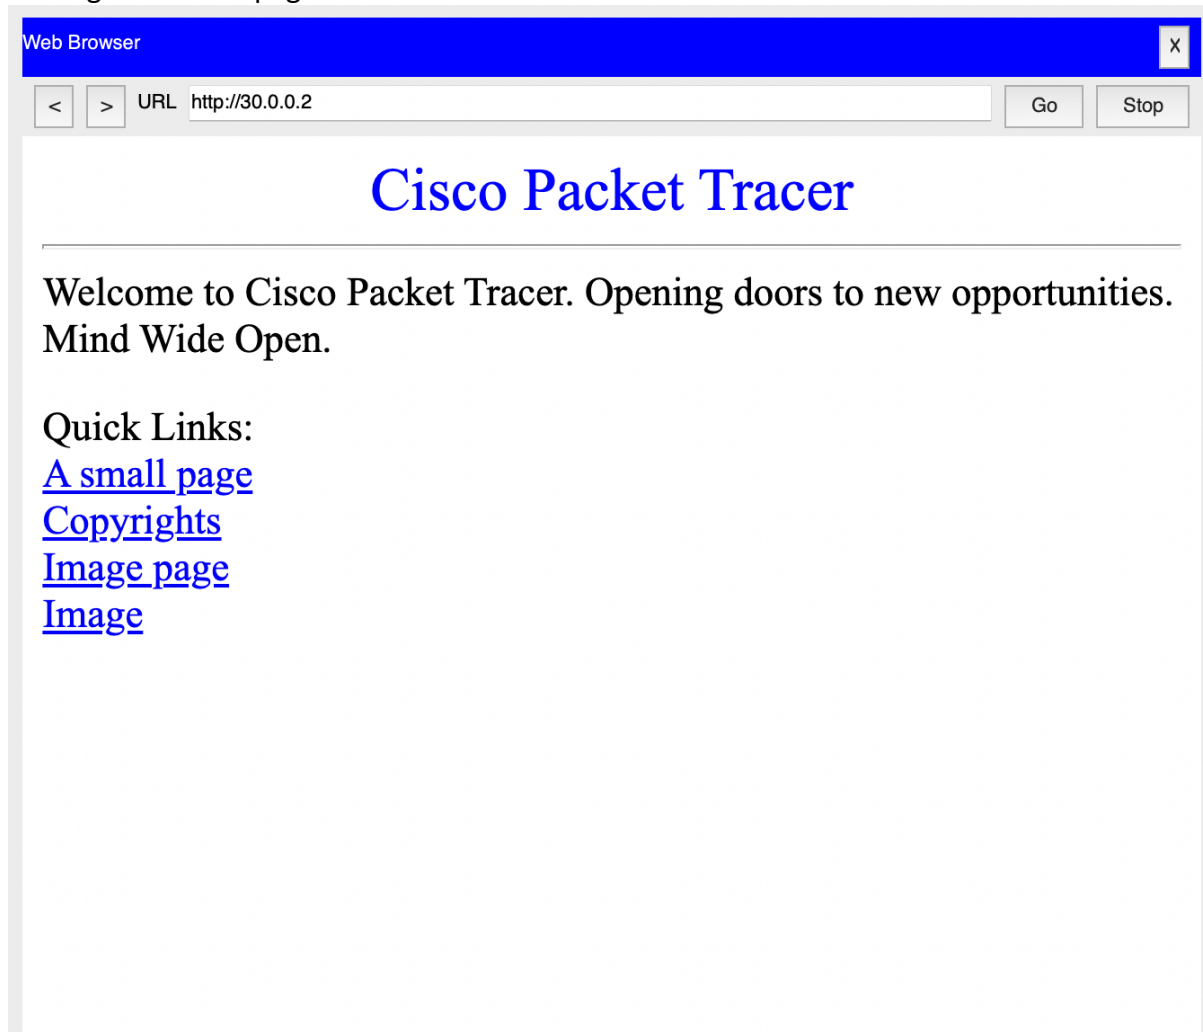 Web Browser
X
< > URL http://30.0.0.2 Go Stop
Cisco Packet Tracer
Welcome to Cisco Packet Tracer. Opening doors to new opportunities.
Mind Wide Open.
Quick Links:
A small page
Copyrights
Image page
Image